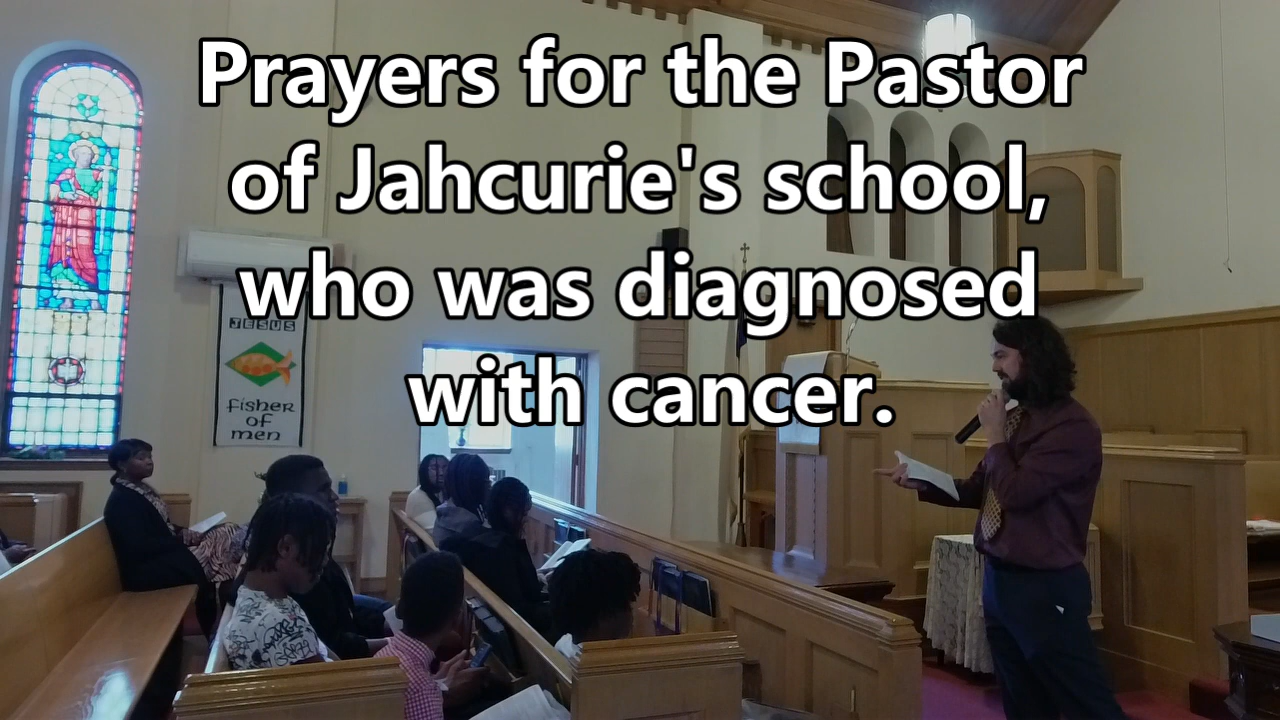 Prayers for the Pastor
of Jahcurie's school,
who was diagnosed
with cancer.
JESUS
fisher
of
men